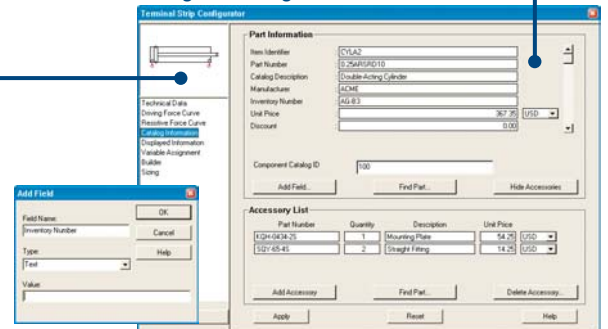 Terminal Strip Configurator
Technical Data
Driving Force Curve
Resistive Force Curve
Catalog Information
Displayed Information
Variable Assignment
Builder
Sizing
Part Information
Item Identifier CYLA2
Part Number 0.25ARSRD10
Catalog Description Double-Acting Cylinder
Manufacturer ACME
Inventory Number AG-B3
Unit Price 367.35 USD
Discount 0.00
Component Catalog ID 100
Add Field... Find Part... Hide Accessories
Accessory List
Part Number Quantity Description Unit Price
KQH-0434-2S 1 Mounting Plate 54.25 USD
SQY-65-4S 2 Straight Fitting 14.25 USD
Add Accessory Find Part... Delete Accessory...
Apply Reset Help
Add Field
Field Name:
Inventory Number
OK
Cancel
Help
Type:
Text
Value: